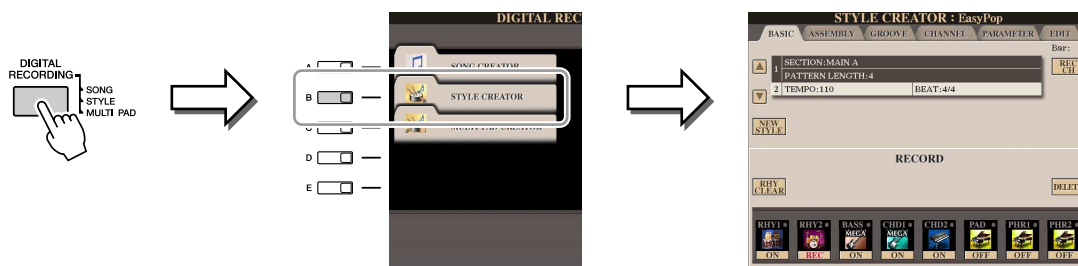 DIGITAL
RECORDING
SONG
STYLE
MULTI PAD
DIGITAL REC
A
SONG CREATOR
B
STYLE CREATOR
MULTI PAD CREATOR
D
E
STYLE CREATOR : EasyPop
BASIC ASSEMBLY GROOVE CHANNEL PARAMETER EDIT
Bar:
1 SECTION:MAIN A
PATTERN LENGTH:4
REC
CH
2 TEMPO:110 BEAT:4/4
NEW
STYLE
RECORD
RHY
CLEAR
DELET
RHY1 RHY2 BASS CHD1 CHD2 PAD PHR1 PHR2
MEGA MEGA
ON REC ON ON ON OFF OFF OFF